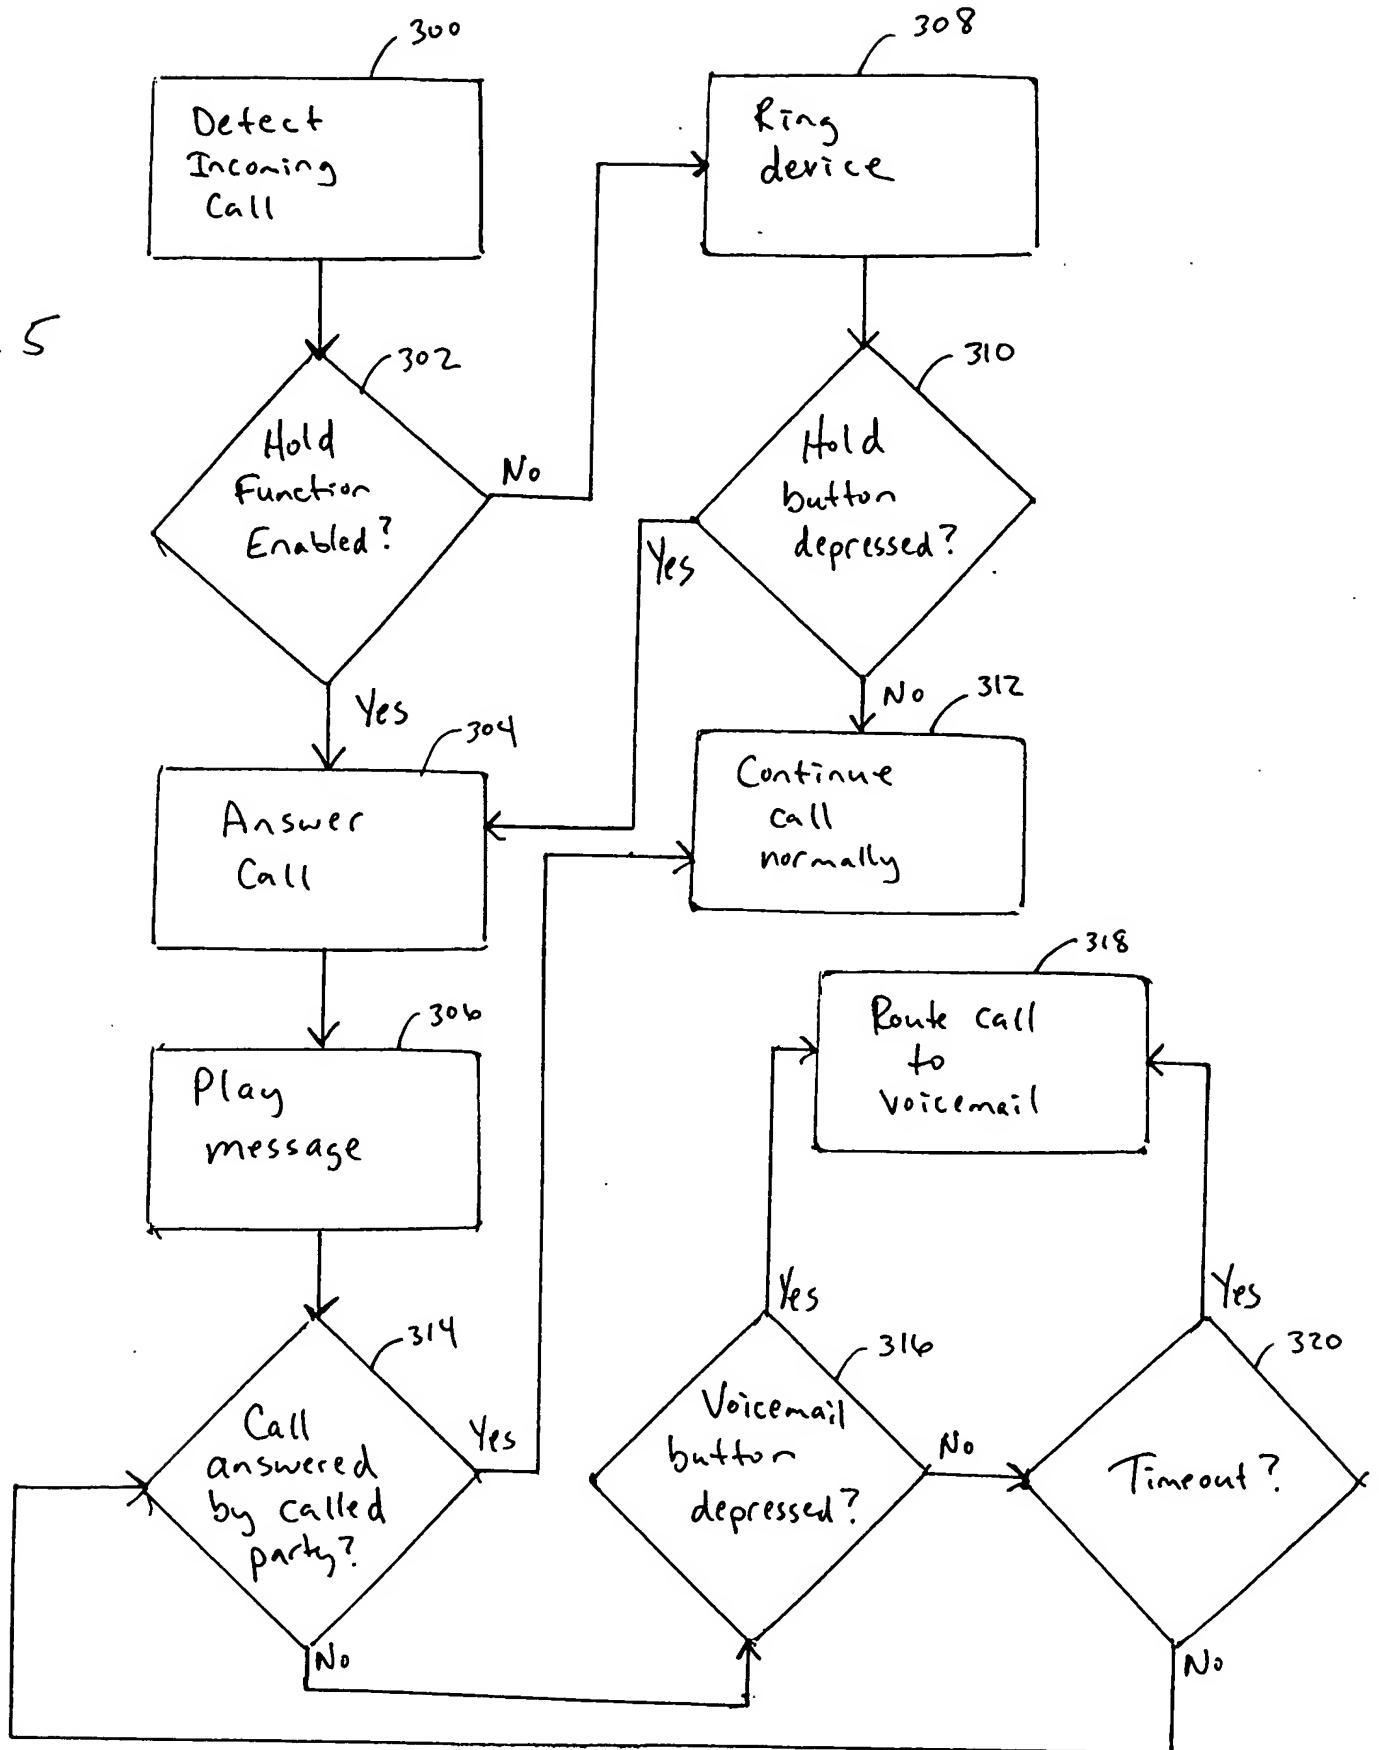 300
Detect
Incoming
Call
308
Ring
device
5
302
Hold
Function
Enabled?
No
310
Hold
button
depressed?
Yes
Yes
No
304
Answer
Call
312
Continue
call
normally
306
Play
message
318
Route call
to
voicemail
314
Call
answered
by called
party?
Yes
No
Yes
316
Voicemail
button
depressed?
No
Yes
320
Timeout?
No